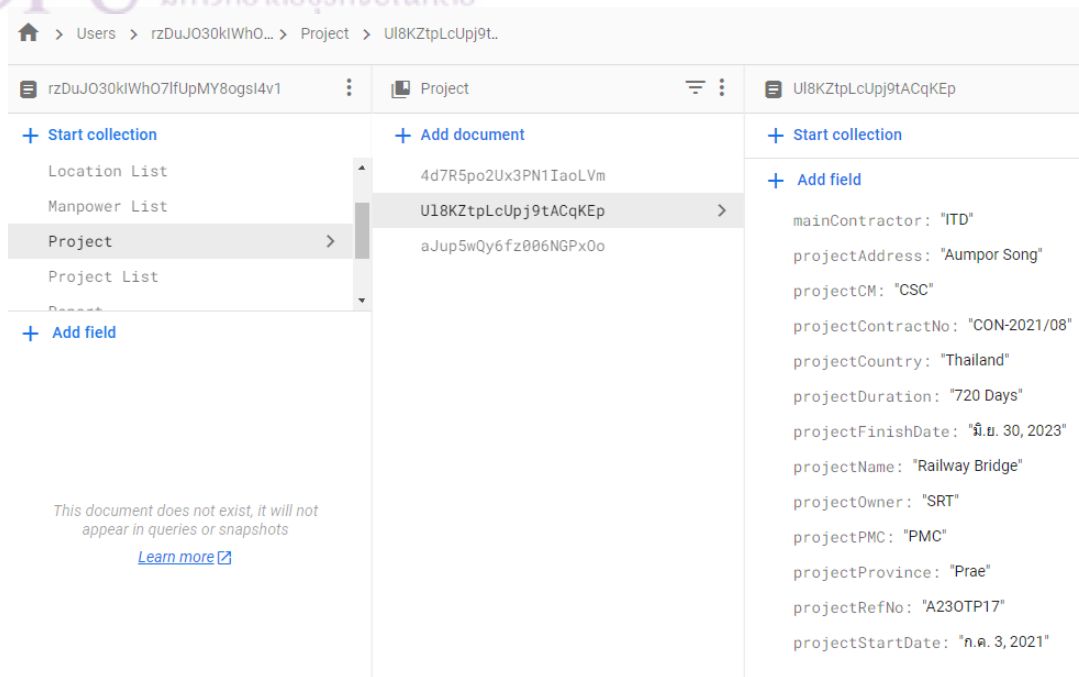 Users > rzDuJO30kIWhO... > Project > Ul8KZtpLcUpj9t..
rzDuJO30kIWhO7lfUpMY8ogsI4v1
+ Start collection
Location List
Manpower List
Project >
Project List
+ Add field
This document does not exist, it will not
appear in queries or snapshots
Learn more
Project
+ Add document
4d7R5po2Ux3PN1IaoLVm
Ul8KZtpLcUpj9tACqKEp >
aJup5wQy6fz006NGPxOo
Ul8KZtpLcUpj9tACqKEp
+ Start collection
+ Add field
mainContractor: "ITD"
projectAddress: "Aumpor Song"
projectCM: "CSC"
projectContractNo: "CON-2021/08"
projectCountry: "Thailand"
projectDuration: "720 Days"
projectFinishDate: "มิ.ย. 30, 2023"
projectName: "Railway Bridge"
projectOwner: "SRT"
projectPMC: "PMC"
projectProvince: "Prae"
projectRefNo: "A23OTP17"
projectStartDate: "ก.ค. 3, 2021"